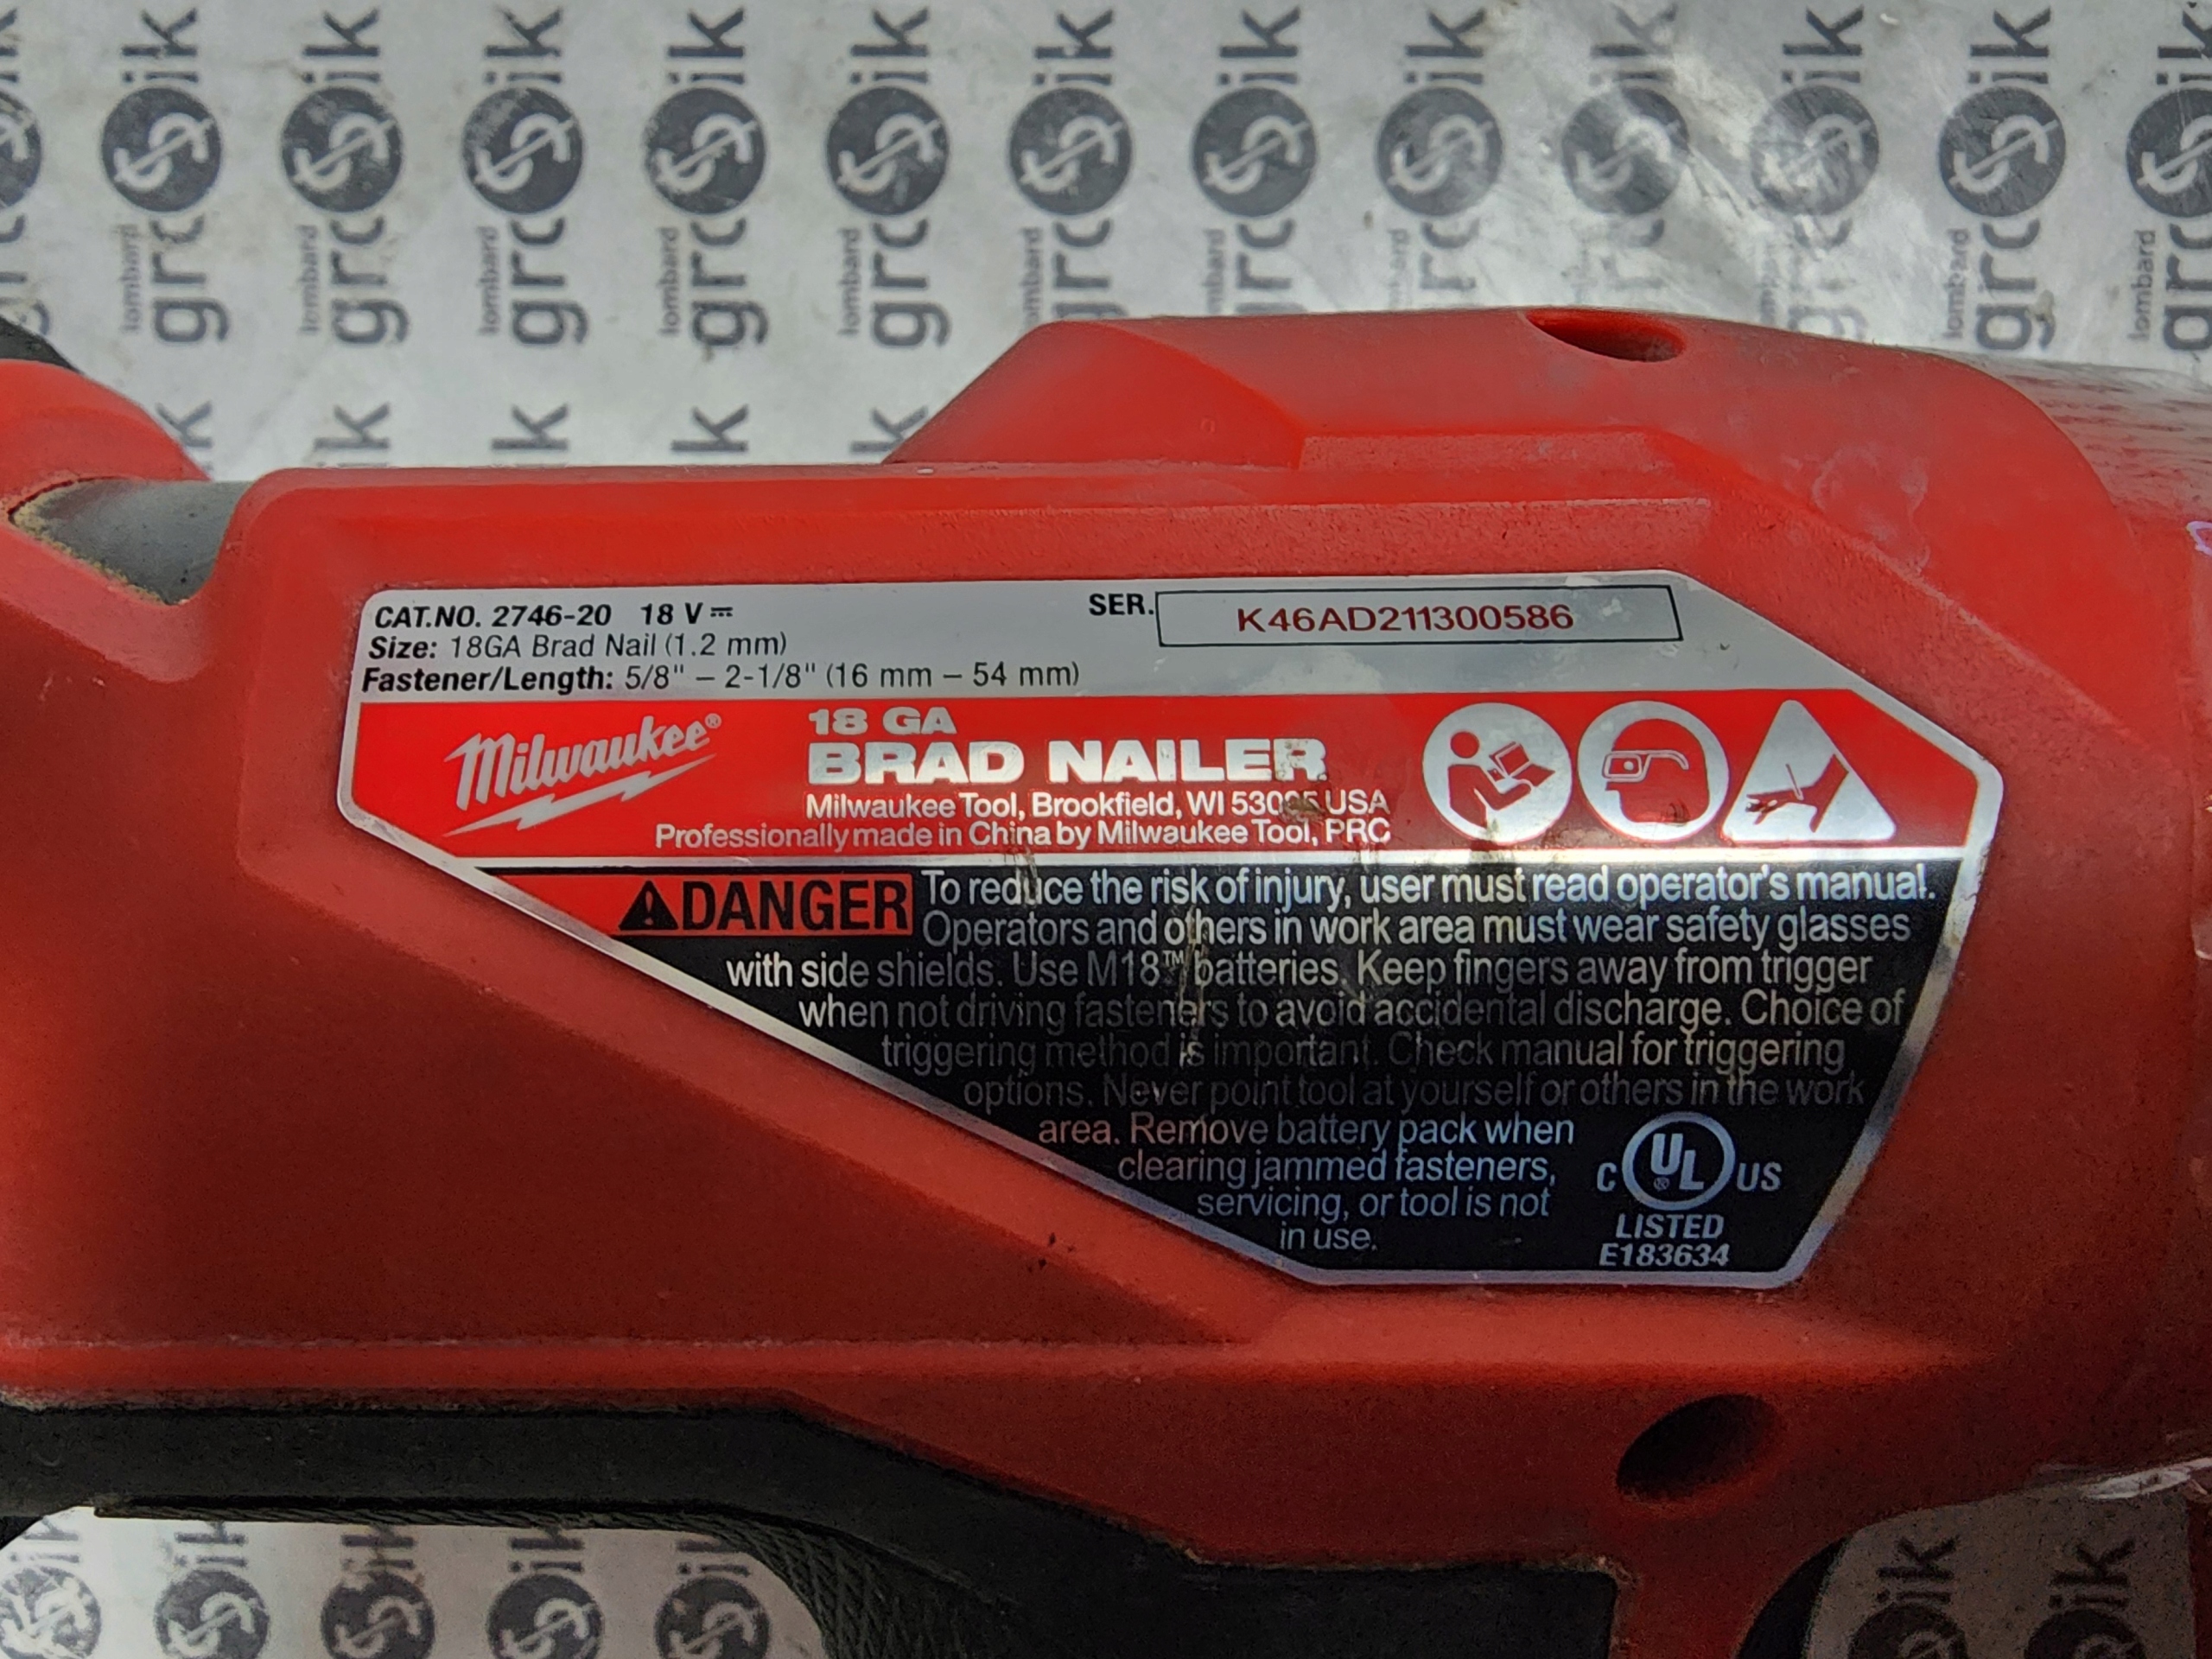 lombard
grosik
CAT.NO. 2746-20 18 V⎓
SER. K46AD211300586
Size: 18GA Brad Nail (1.2 mm)
Fastener/Length: 5/8" – 2-1/8" (16 mm – 54 mm)
Milwaukee®
18 GA
BRAD NAILER
Milwaukee Tool, Brookfield, WI USA
Professionally made in China by Milwaukee Tool, PRC
⚠DANGER To reduce the risk of injury, user must read operator's manual.
Operators and others in work area must wear safety glasses
with side shields. Use M18™ batteries. Keep fingers away from trigger
when not driving fasteners to avoid accidental discharge. Choice of
triggering method is important. Check manual for triggering
options. Never point tool at yourself or others in the work
area. Remove battery pack when
clearing jammed fasteners,
servicing, or tool is not
in use.
C UL® US
LISTED
E183634